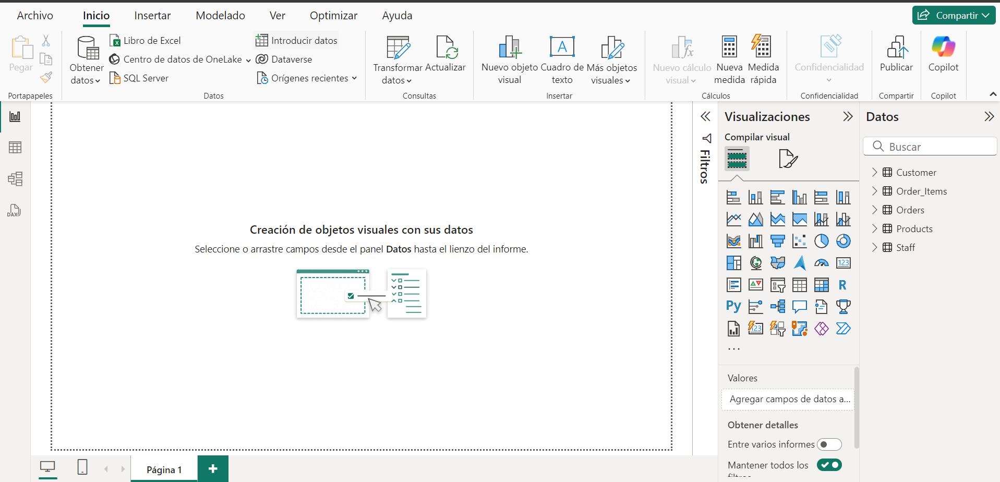 Archivo
Inicio
Insertar
Modelado
Ver
Optimizar
Ayuda
Compartir
Pegar
Portapapeles
Obtener
datos
Libro de Excel
Centro de datos de OneLake
SQL Server
Introducir datos
Dataverse
Orígenes recientes
Datos
Transformar
datos
Actualizar
Consultas
Nuevo objeto
visual
A
Cuadro de
texto
Más objetos
visuales
Insertar
fx
Nuevo cálculo
visual
Nueva
medida
Medida
rápida
Cálculos
Confidencialidad
Confidencialidad
Publicar
Compartir
Copilot
Copilot
DAX
Creación de objetos visuales con sus datos
Seleccione o arrastre campos desde el panel Datos hasta el lienzo del informe.
Filtros
Visualizaciones
Compilar visual
123
R
Py
123
...
Valores
Agregar campos de datos a...
Obtener detalles
Entre varios informes
Mantener todos los
filtros
Datos
Buscar
Customer
Order_Items
Orders
Products
Staff
Página 1